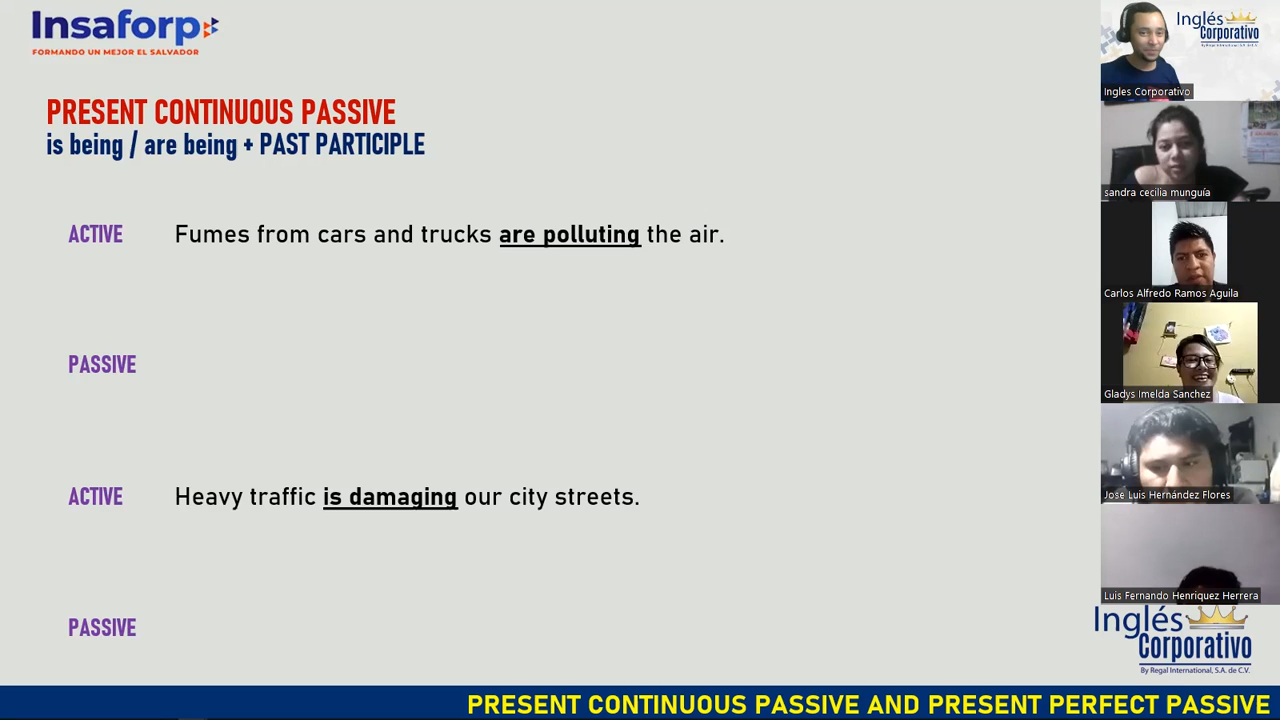 Insaforp
FORMANDO UN MEJOR EL SALVADOR
PRESENT CONTINUOUS PASSIVE
is being / are being + PAST PARTICIPLE
ACTIVE Fumes from cars and trucks are polluting the air.
PASSIVE
ACTIVE Heavy traffic is damaging our city streets.
PASSIVE
Inglés
Corporativo
Ingles Corporativo
sandra cecilia munguía
Carlos Alfredo Ramos Aguila
Gladys Imelda Sanchez
Jose Luis Hernández Flores
Luis Fernando Henriquez Herrera
Inglés
Corporativo
By Regal International, S.A. de C.V.
PRESENT CONTINUOUS PASSIVE AND PRESENT PERFECT PASSIVE